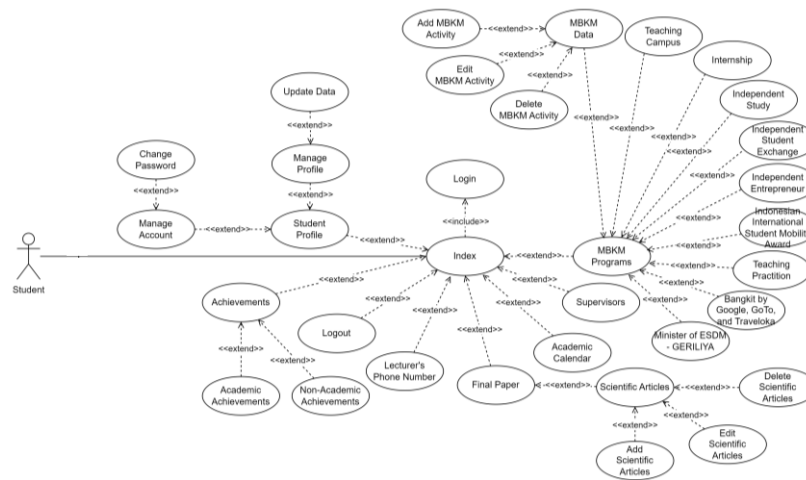 Add MBKM
Activity
<<extend>>
MBKM
Data
Teaching
Campus
Internship
<<extend>>
<<extend>>
Edit
MBKM Activity
<<extend>>
<<extend>>
Independent
Study
Update Data
Delete
MBKM Activity
<<extend>>
<<extend>>
<<extend>>
Independent
Student
Exchange
<<extend>>
Change
Password
Manage
Profile
Login
<<extend>>
Independent
Entrepreneur
<<extend>>
<<extend>>
<<extend>>
<<include>>
Indonesian
International
Student Mobility
Award
Manage
Account
<<extend>>
Student
Profile
<<extend>>
Index
<<extend>>
MBKM
Programs
<<extend>>
<<extend>>
Teaching
Practition
Student
<<extend>>
<<extend>>
<<extend>>
Achievements
<<extend>>
Supervisors
<<extend>>
Bangkit by
Google, GoTo,
and Traveloka
Logout
<<extend>>
<<extend>>
Minister of ESDM
- GERILIYA
<<extend>>
<<extend>>
<<extend>>
Lecturer's
Phone Number
Academic
Calendar
Academic
Achievements
Non-Academic
Achievements
Final Paper
<<extend>>
Scientific Articles
<<extend>>
Delete
Scientific
Articles
<<extend>>
<<extend>>
Add
Scientific
Articles
Edit
Scientific
Articles